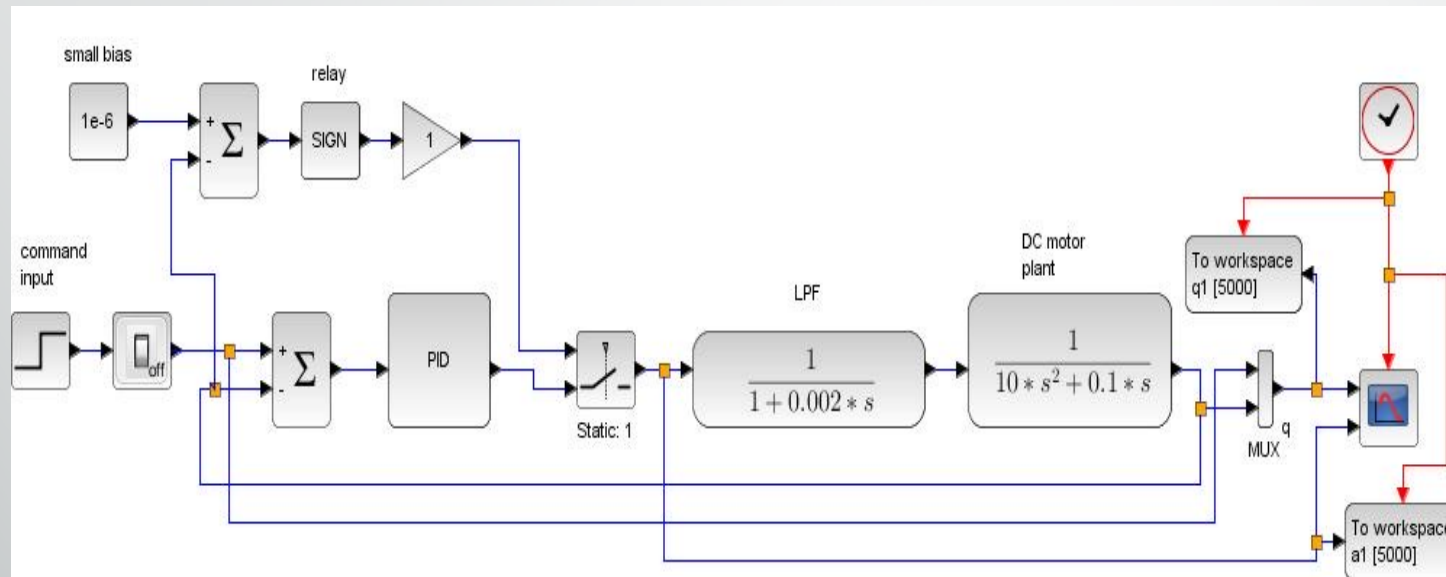 small bias
1e-6
+
-
Σ
relay
SIGN
1
command
input
off
+
-
Σ
PID
Static: 1
LPF
1
1 + 0.002 * s
DC motor
plant
1
10 * s² + 0.1 * s
To workspace
q1 [5000]
q
MUX
To workspace
a1 [5000]